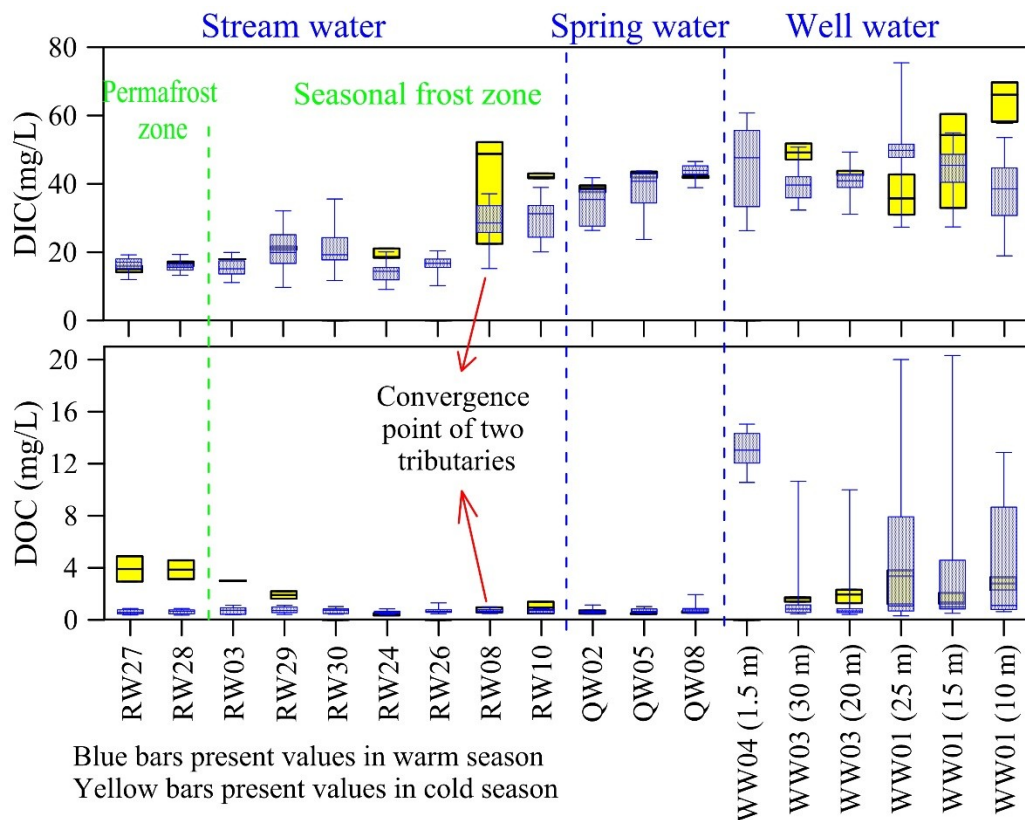 Stream water
Spring water
Well water
DIC(mg/L)
80
60
40
20
0
Permafrost
zone
Seasonal frost zone
DOC (mg/L)
20
16
12
8
4
0
Convergence
point of two
tributaries
RW27
RW28
RW03
RW29
RW30
RW24
RW26
RW08
RW10
QW02
QW05
QW08
WW04 (1.5 m)
WW03 (30 m)
WW03 (20 m)
WW01 (25 m)
WW01 (15 m)
WW01 (10 m)
Blue bars present values in warm season
Yellow bars present values in cold season